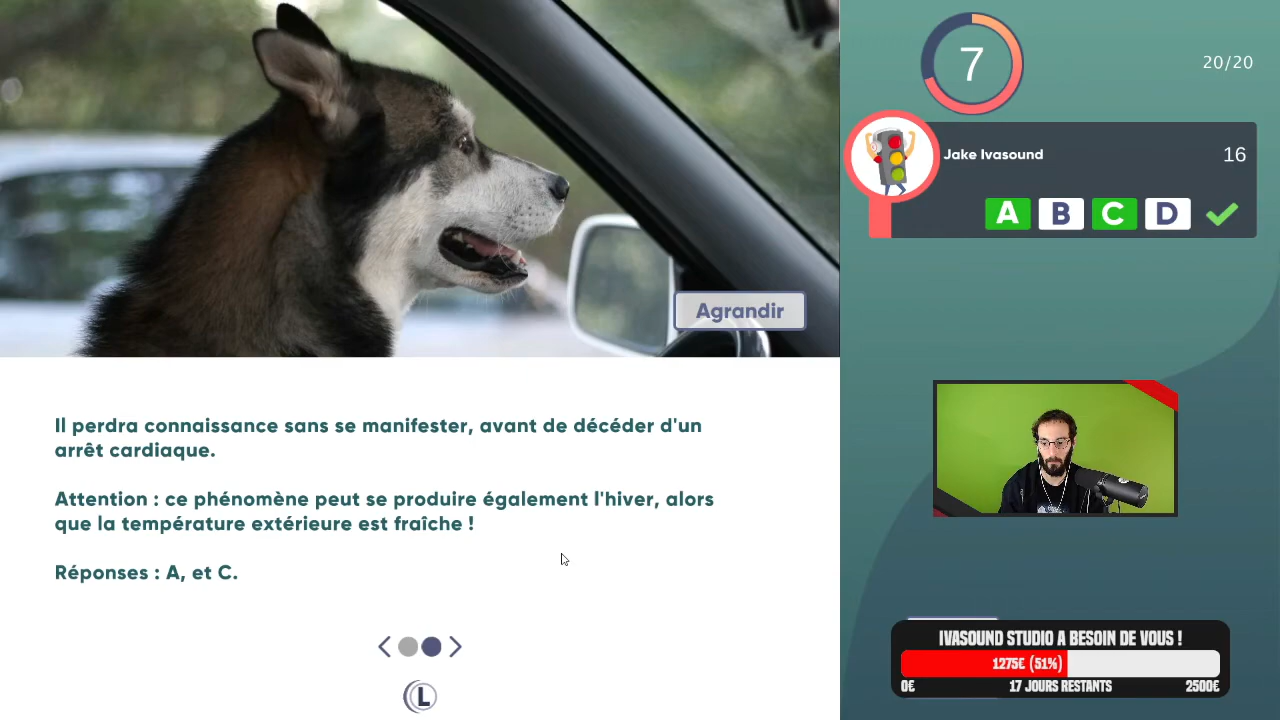 7
20/20
Jake Ivasound
16
A B C D
Agrandir
Il perdra connaissance sans se manifester, avant de décéder d'un
arrêt cardiaque.
Attention : ce phénomène peut se produire également l'hiver, alors
que la température extérieure est fraîche !
Réponses : A, et C.
L
IVASOUND STUDIO A BESOIN DE VOUS !
1275€ (51%)
0€ 17 JOURS RESTANTS 2500€